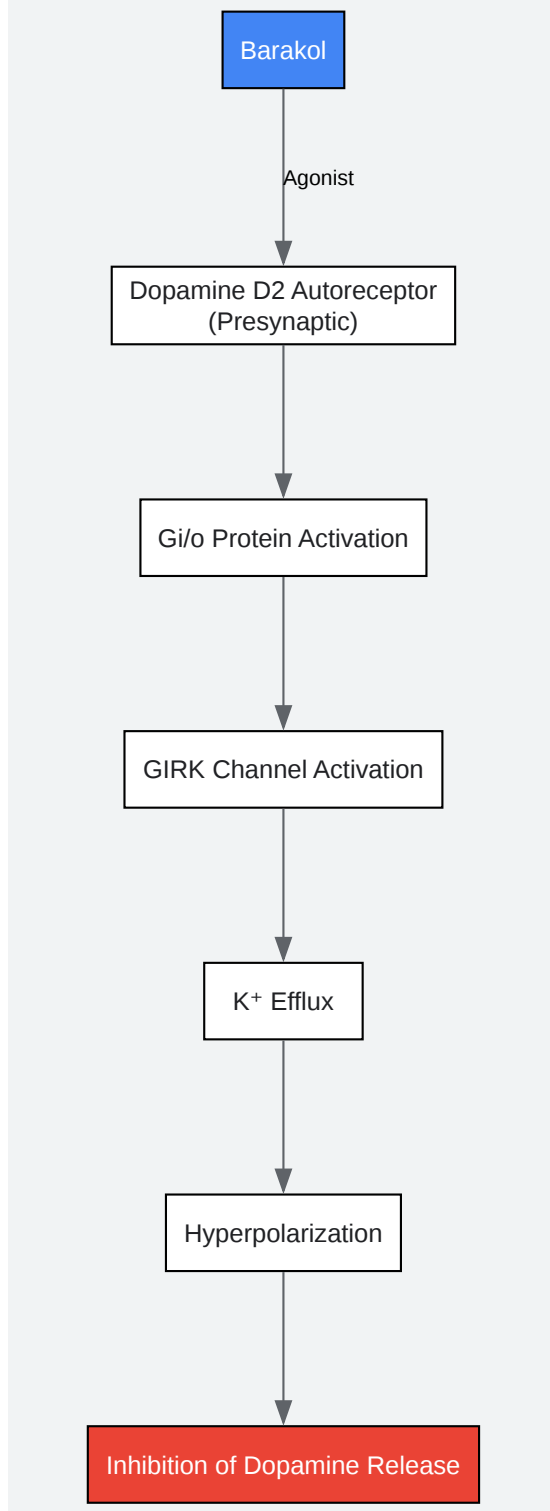 Barakol
Agonist
Dopamine D2 Autoreceptor
(Presynaptic)
Gi/o Protein Activation
GIRK Channel Activation
K⁺ Efflux
Hyperpolarization
Inhibition of Dopamine Release